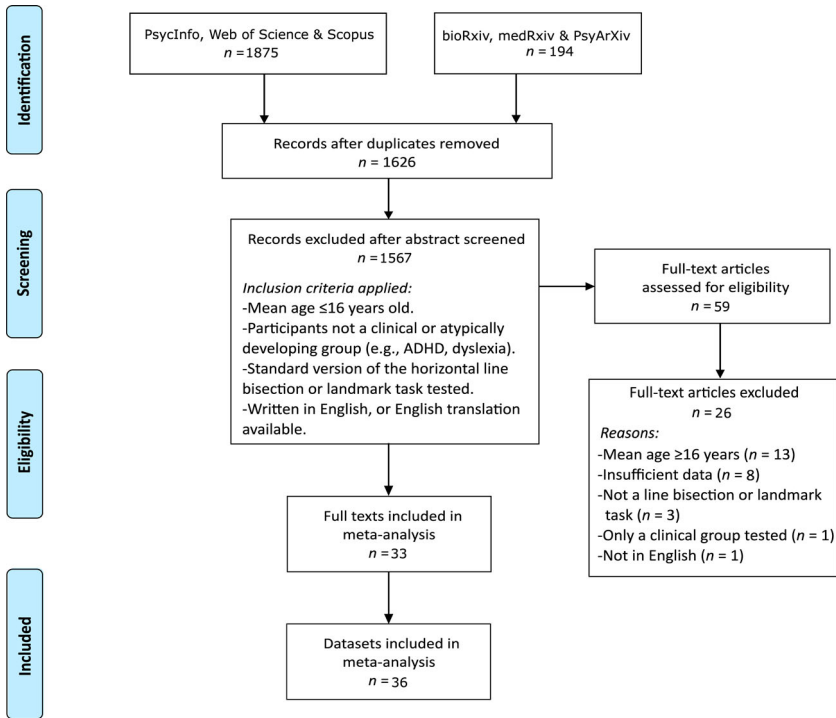 Identification
PsycInfo, Web of Science & Scopus
n =1875
bioRxiv, medRxiv & PsyArXiv
n =194
Records after duplicates removed
n = 1626
Screening
Records excluded after abstract screened
n =1567
Inclusion criteria applied:
-Mean age ≤16 years old.
-Participants not a clinical or atypically
developing group (e.g., ADHD, dyslexia).
-Standard version of the horizontal line
bisection or landmark task tested.
-Written in English, or English translation
available.
Full-text articles
assessed for eligibility
n =59
Eligibility
Full-text articles excluded
n =26
Reasons:
-Mean age ≥16 years (n = 13)
-Insufficient data (n = 8)
-Not a line bisection or landmark
task (n = 3)
-Only a clinical group tested (n = 1)
-Not in English (n = 1)
Full texts included in
meta-analysis
n =33
Included
Datasets included in
meta-analysis
n = 36